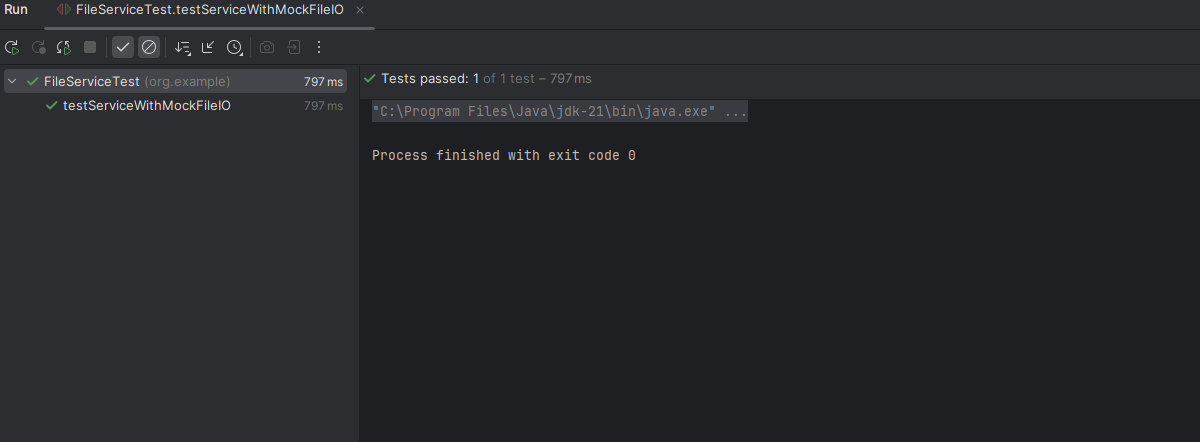 Run FileServiceTest.testServiceWithMockFileIO
FileServiceTest (org.example) 797 ms
testServiceWithMockFileIO 797 ms
Tests passed: 1 of 1 test – 797 ms
"C:\Program Files\Java\jdk-21\bin\java.exe" ...
Process finished with exit code 0